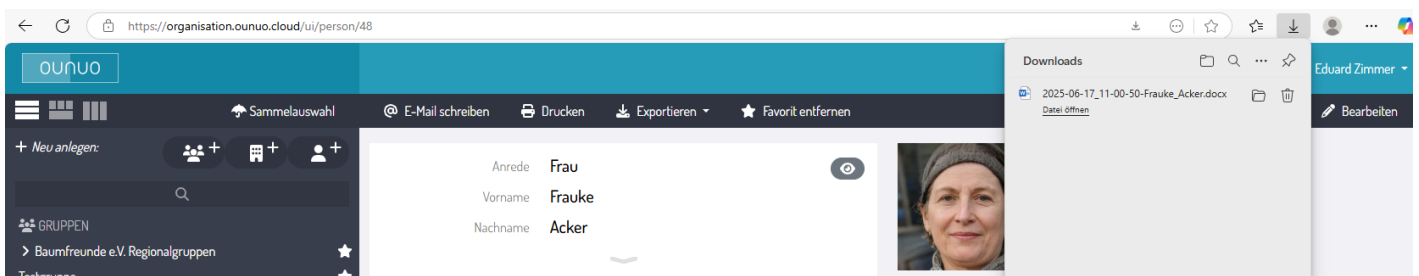 https://organisation.ounuo.cloud/ui/person/48
ounuo
Downloads
Eduard Zimmer
2025-06-17_11-00-50-Frauke_Acker.docx
Datei öffnen
Sammelauswahl
@ E-Mail schreiben
Drucken
Exportieren
Favorit entfernen
Bearbeiten
+ Neu anlegen:
Anrede Frau
Vorname Frauke
Nachname Acker
GRUPPEN
> Baumfreunde e.V. Regionalgruppen
Testgruppe